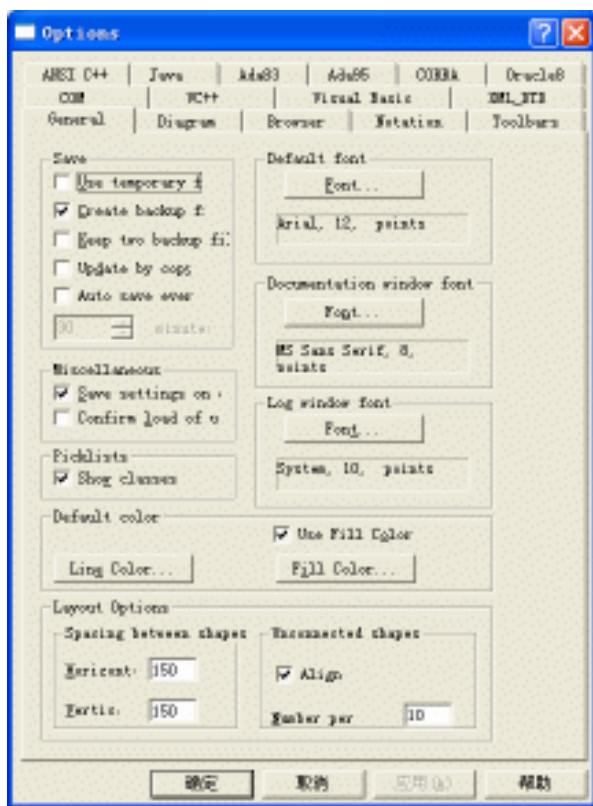 Options
ANSI C++ Java Ada83 Ada95 CORBA Oracle8
COM VC++ Visual Basic XML_DTD
General Diagram Browser Notation Toolbars
Save
Use temporary f
Create backup f
Keep two backup fil
Update by copy
Auto save ever
30 minute
Miscellaneous
Save settings on
Confirm load of u
Picklists
Show classes
Default font
Font...
Arial, 12, points
Documentation window font
Font...
MS Sans Serif, 8,
points
Log window font
Font...
System, 10, points
Default color
Use Fill Color
Line Color... Fill Color...
Layout Options
Spacing between shapes
Horizont: 150
Vertic: 150
Unconnected shapes
Align
Number per 10
确定 取消 应用(A) 帮助